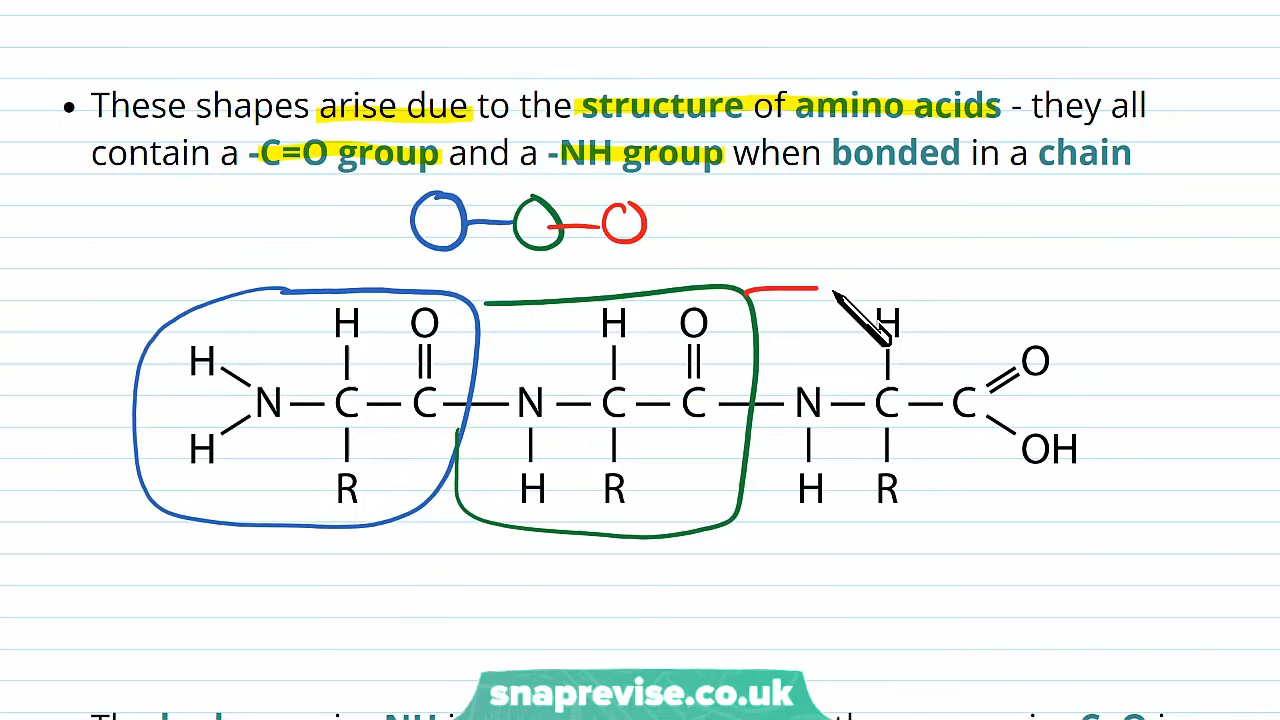 • These shapes arise due to the structure of amino acids - they all
contain a -C=O group and a -NH group when bonded in a chain
H O H O H
H O
N C C N C C N C C
H OH
R H R H R
snaprevise.co.uk